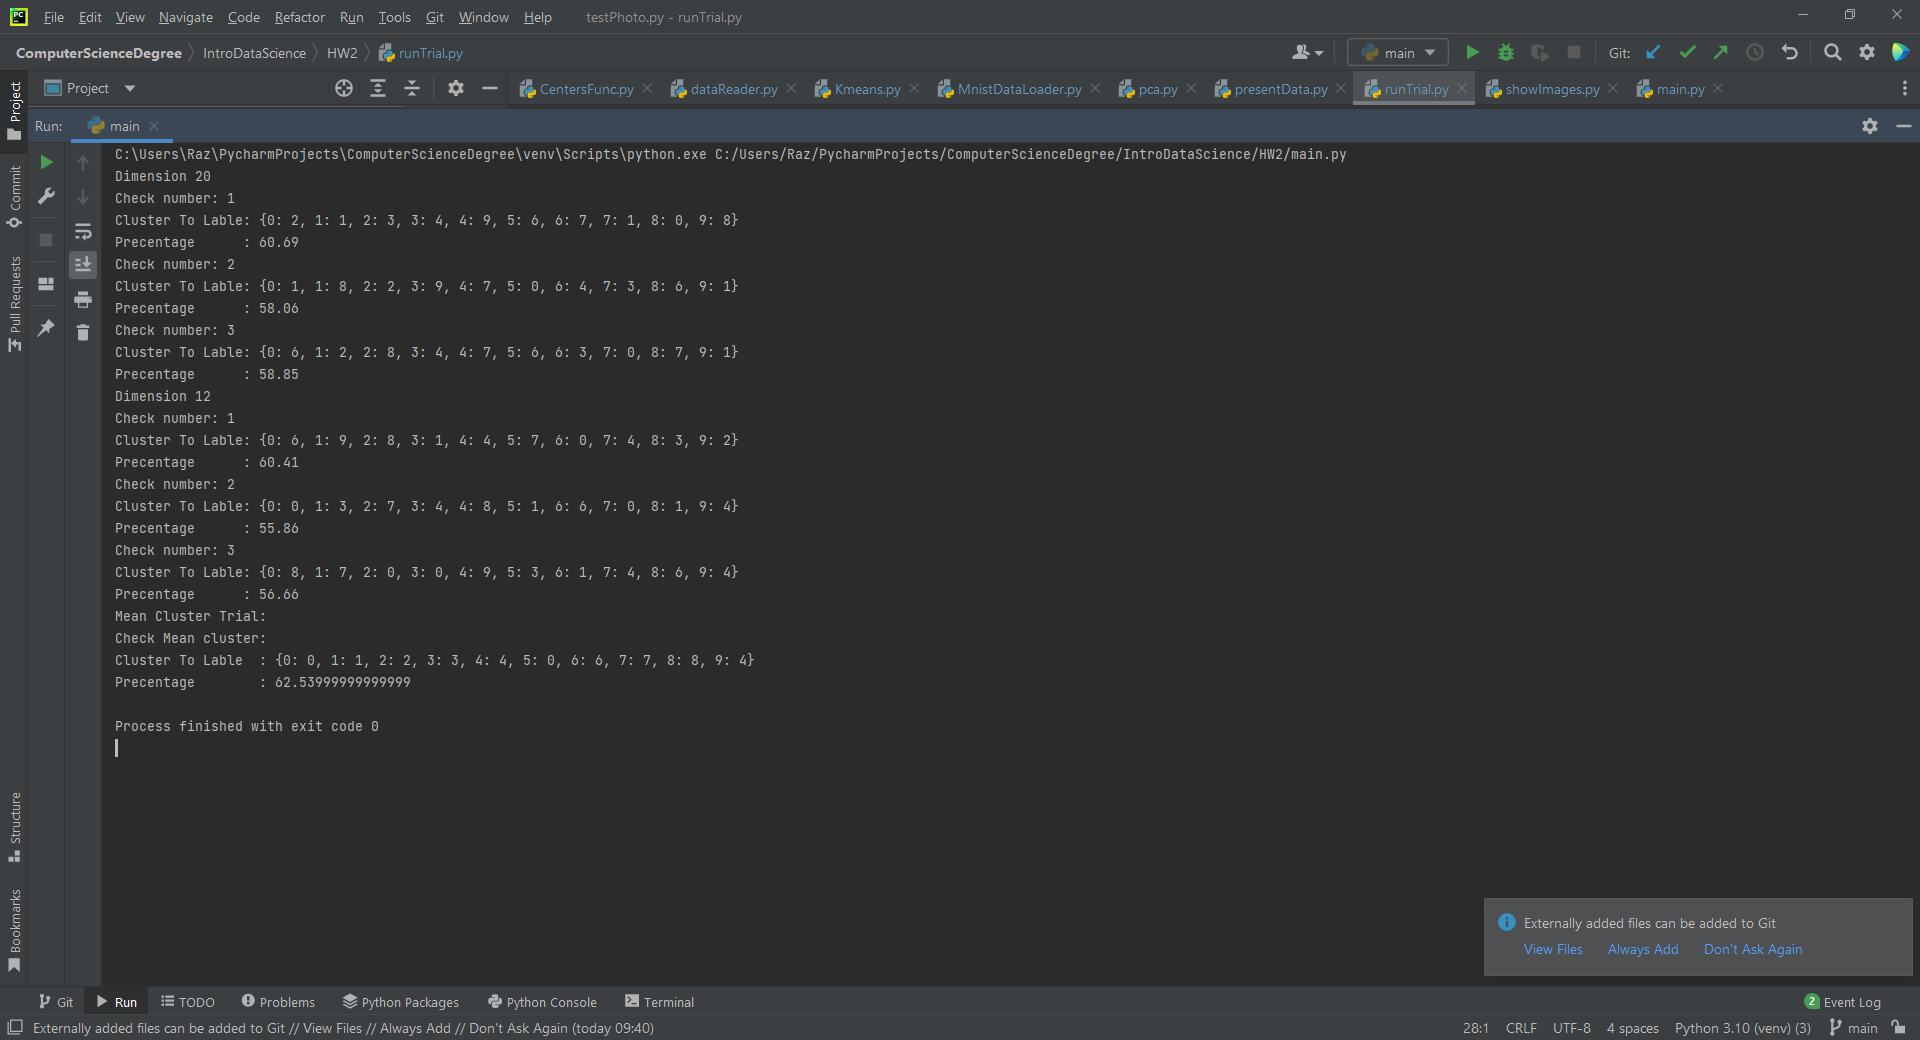 PC File Edit View Navigate Code Refactor Run Tools Git Window Help testPhoto.py - runTrial.py
ComputerScienceDegree IntroDataScience HW2 runTrial.py main Git:
Project CentersFunc.py dataReader.py Kmeans.py MnistDataLoader.py pca.py presentData.py runTrial.py showImages.py main.py
Run: main
C:\Users\Raz\PycharmProjects\ComputerScienceDegree\venv\Scripts\python.exe C:/Users/Raz/PycharmProjects/ComputerScienceDegree/IntroDataScience/HW2/main.py
Dimension 20
Check number: 1
Cluster To Lable: {0: 2, 1: 1, 2: 3, 3: 4, 4: 9, 5: 6, 6: 7, 7: 1, 8: 0, 9: 8}
Precentage      : 60.69
Check number: 2
Cluster To Lable: {0: 1, 1: 8, 2: 2, 3: 9, 4: 7, 5: 0, 6: 4, 7: 3, 8: 6, 9: 1}
Precentage      : 58.06
Check number: 3
Cluster To Lable: {0: 6, 1: 2, 2: 8, 3: 4, 4: 7, 5: 6, 6: 3, 7: 0, 8: 7, 9: 1}
Precentage      : 58.85
Dimension 12
Check number: 1
Cluster To Lable: {0: 6, 1: 9, 2: 8, 3: 1, 4: 4, 5: 7, 6: 0, 7: 4, 8: 3, 9: 2}
Precentage      : 60.41
Check number: 2
Cluster To Lable: {0: 0, 1: 3, 2: 7, 3: 4, 4: 8, 5: 1, 6: 6, 7: 0, 8: 1, 9: 4}
Precentage      : 55.86
Check number: 3
Cluster To Lable: {0: 8, 1: 7, 2: 0, 3: 0, 4: 9, 5: 3, 6: 1, 7: 4, 8: 6, 9: 4}
Precentage      : 56.66
Mean Cluster Trial:
Check Mean cluster:
Cluster To Lable  : {0: 0, 1: 1, 2: 2, 3: 3, 4: 4, 5: 0, 6: 6, 7: 7, 8: 8, 9: 4}
Precentage        : 62.53999999999999
Process finished with exit code 0
Project
Commit
Pull Requests
Structure
Bookmarks
Externally added files can be added to Git
View Files Always Add Don't Ask Again
Git Run TODO Problems Python Packages Python Console Terminal 2 Event Log
Externally added files can be added to Git // View Files // Always Add // Don't Ask Again (today 09:40) 28:1 CRLF UTF-8 4 spaces Python 3.10 (venv) (3) main